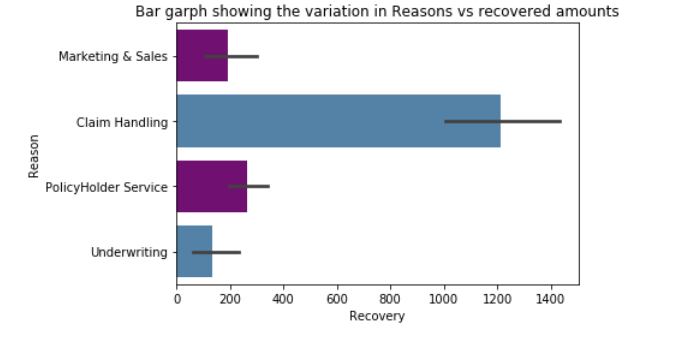 Bar garph showing the variation in Reasons vs recovered amounts
Marketing & Sales
Claim Handling
PolicyHolder Service
Underwriting
Reason
0 200 400 600 800 1000 1200 1400
Recovery